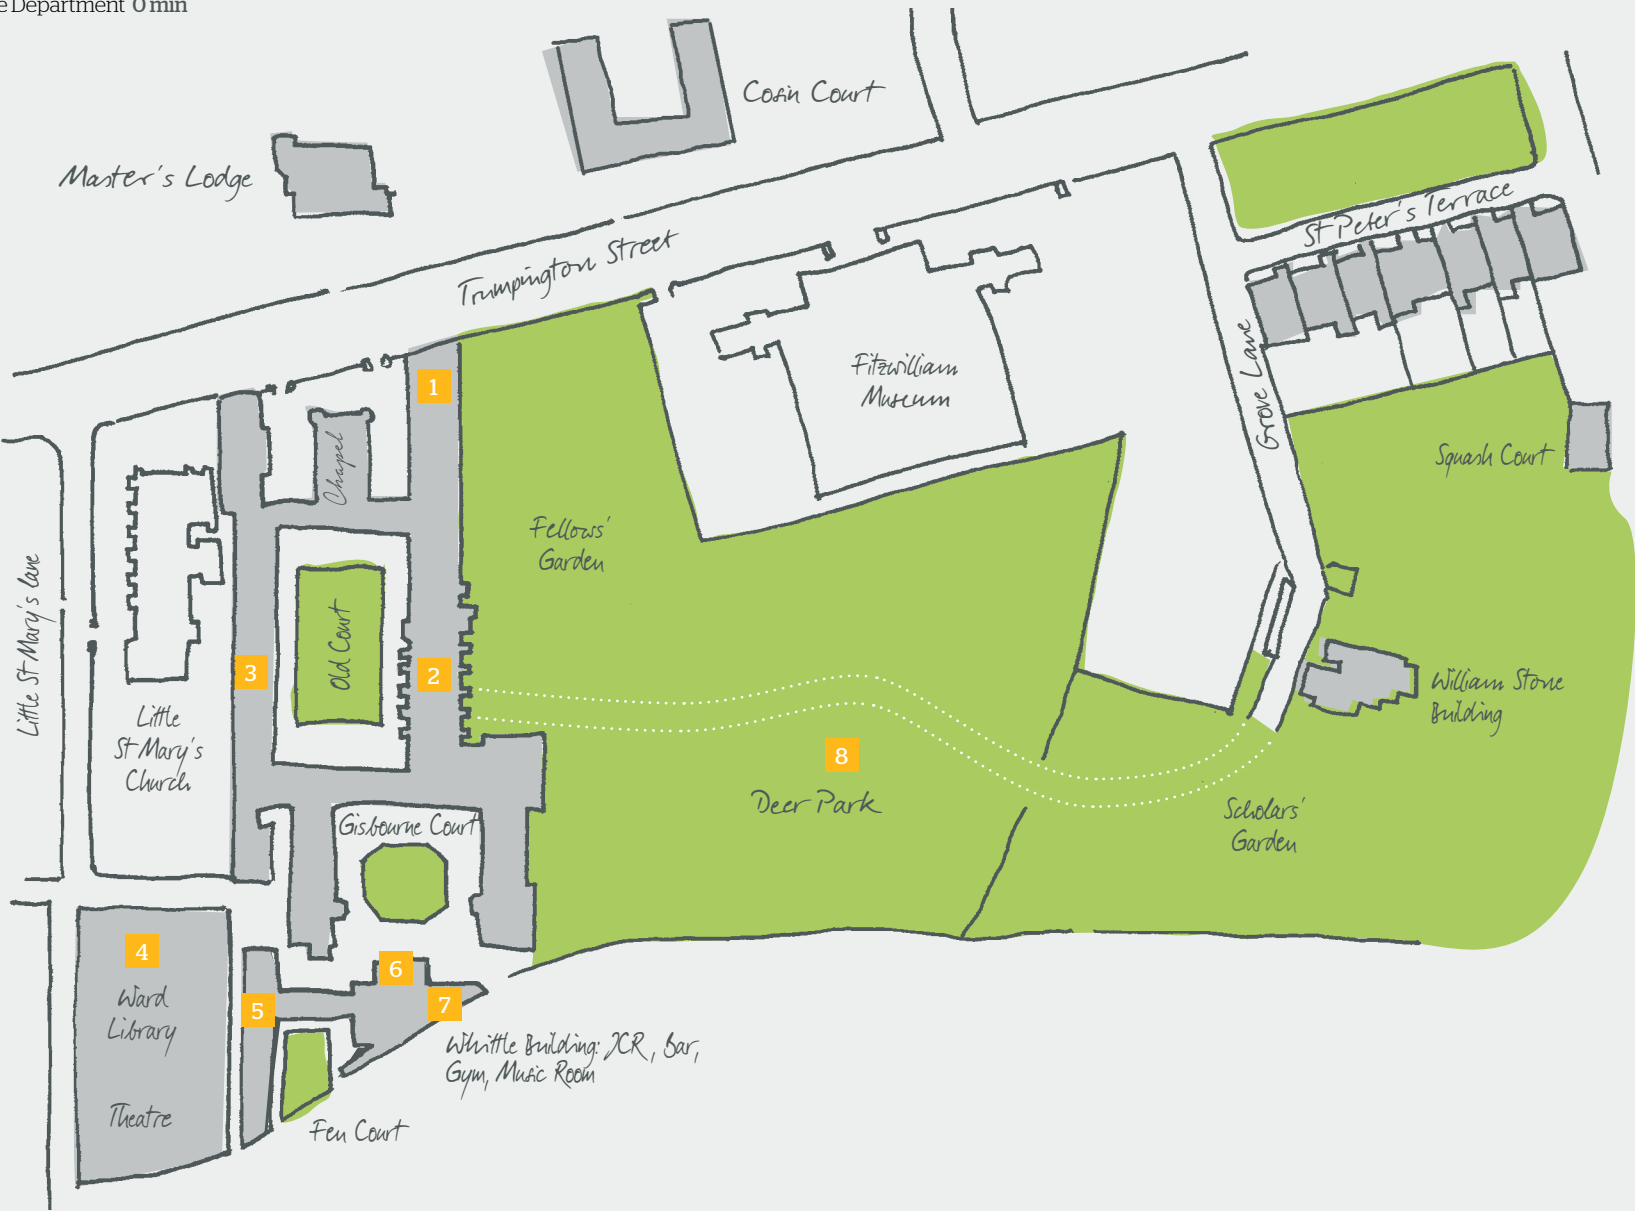 e Department 0 min
Cosin Court
Master's Lodge
St Peter's Terrace
Trumpington Street
Fitzwilliam
Museum
1
Grove Lane
Chapel
Squash Court
Fellows'
Garden
Little St Mary's lane
Old Court
3
2
William Stone
Building
Little
St Mary's
Church
8
Deer Park
Scholars'
Garden
Gisbourne Court
4
Ward
Library
6
5
7
Whittle Building: JCR, Bar,
Gym, Music Room
Theatre
Fen Court